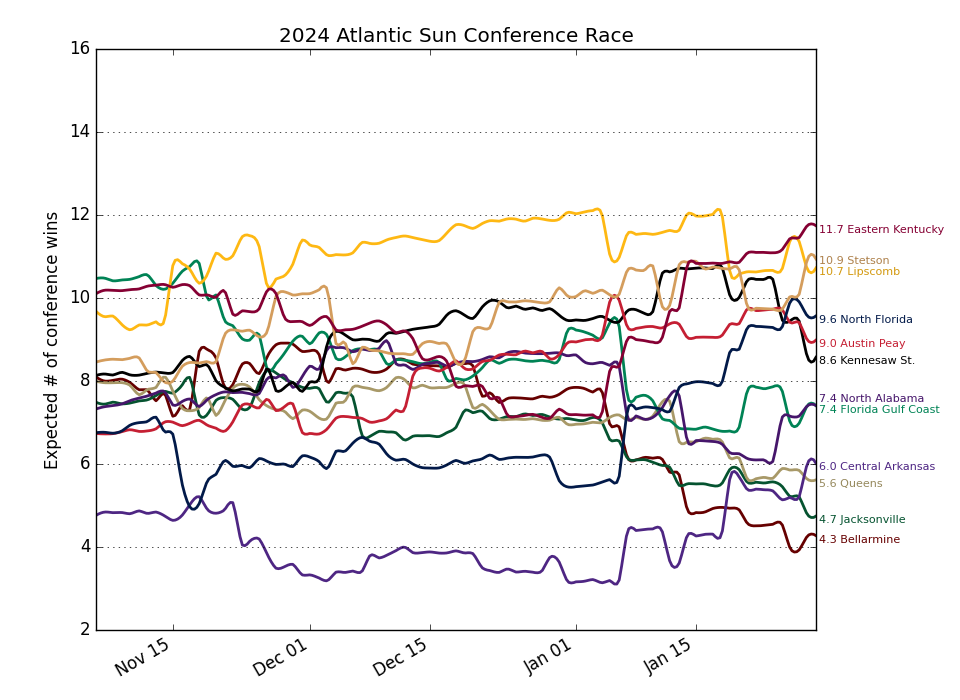 2024 Atlantic Sun Conference Race
Expected # of conference wins
16
14
12
10
8
6
4
2
Nov 15
Dec 01
Dec 15
Jan 01
Jan 15
11.7 Eastern Kentucky
10.9 Stetson
10.7 Lipscomb
9.6 North Florida
9.0 Austin Peay
8.6 Kennesaw St.
7.4 North Alabama
7.4 Florida Gulf Coast
6.0 Central Arkansas
5.6 Queens
4.7 Jacksonville
4.3 Bellarmine